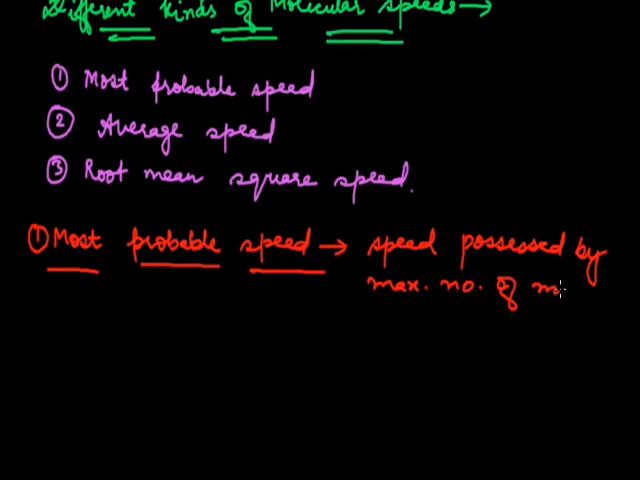 Different kinds of Molecular speeds →
① Most probable speed
② Average speed
③ Root mean square speed.
① Most probable speed → speed possessed by
max. no. of m